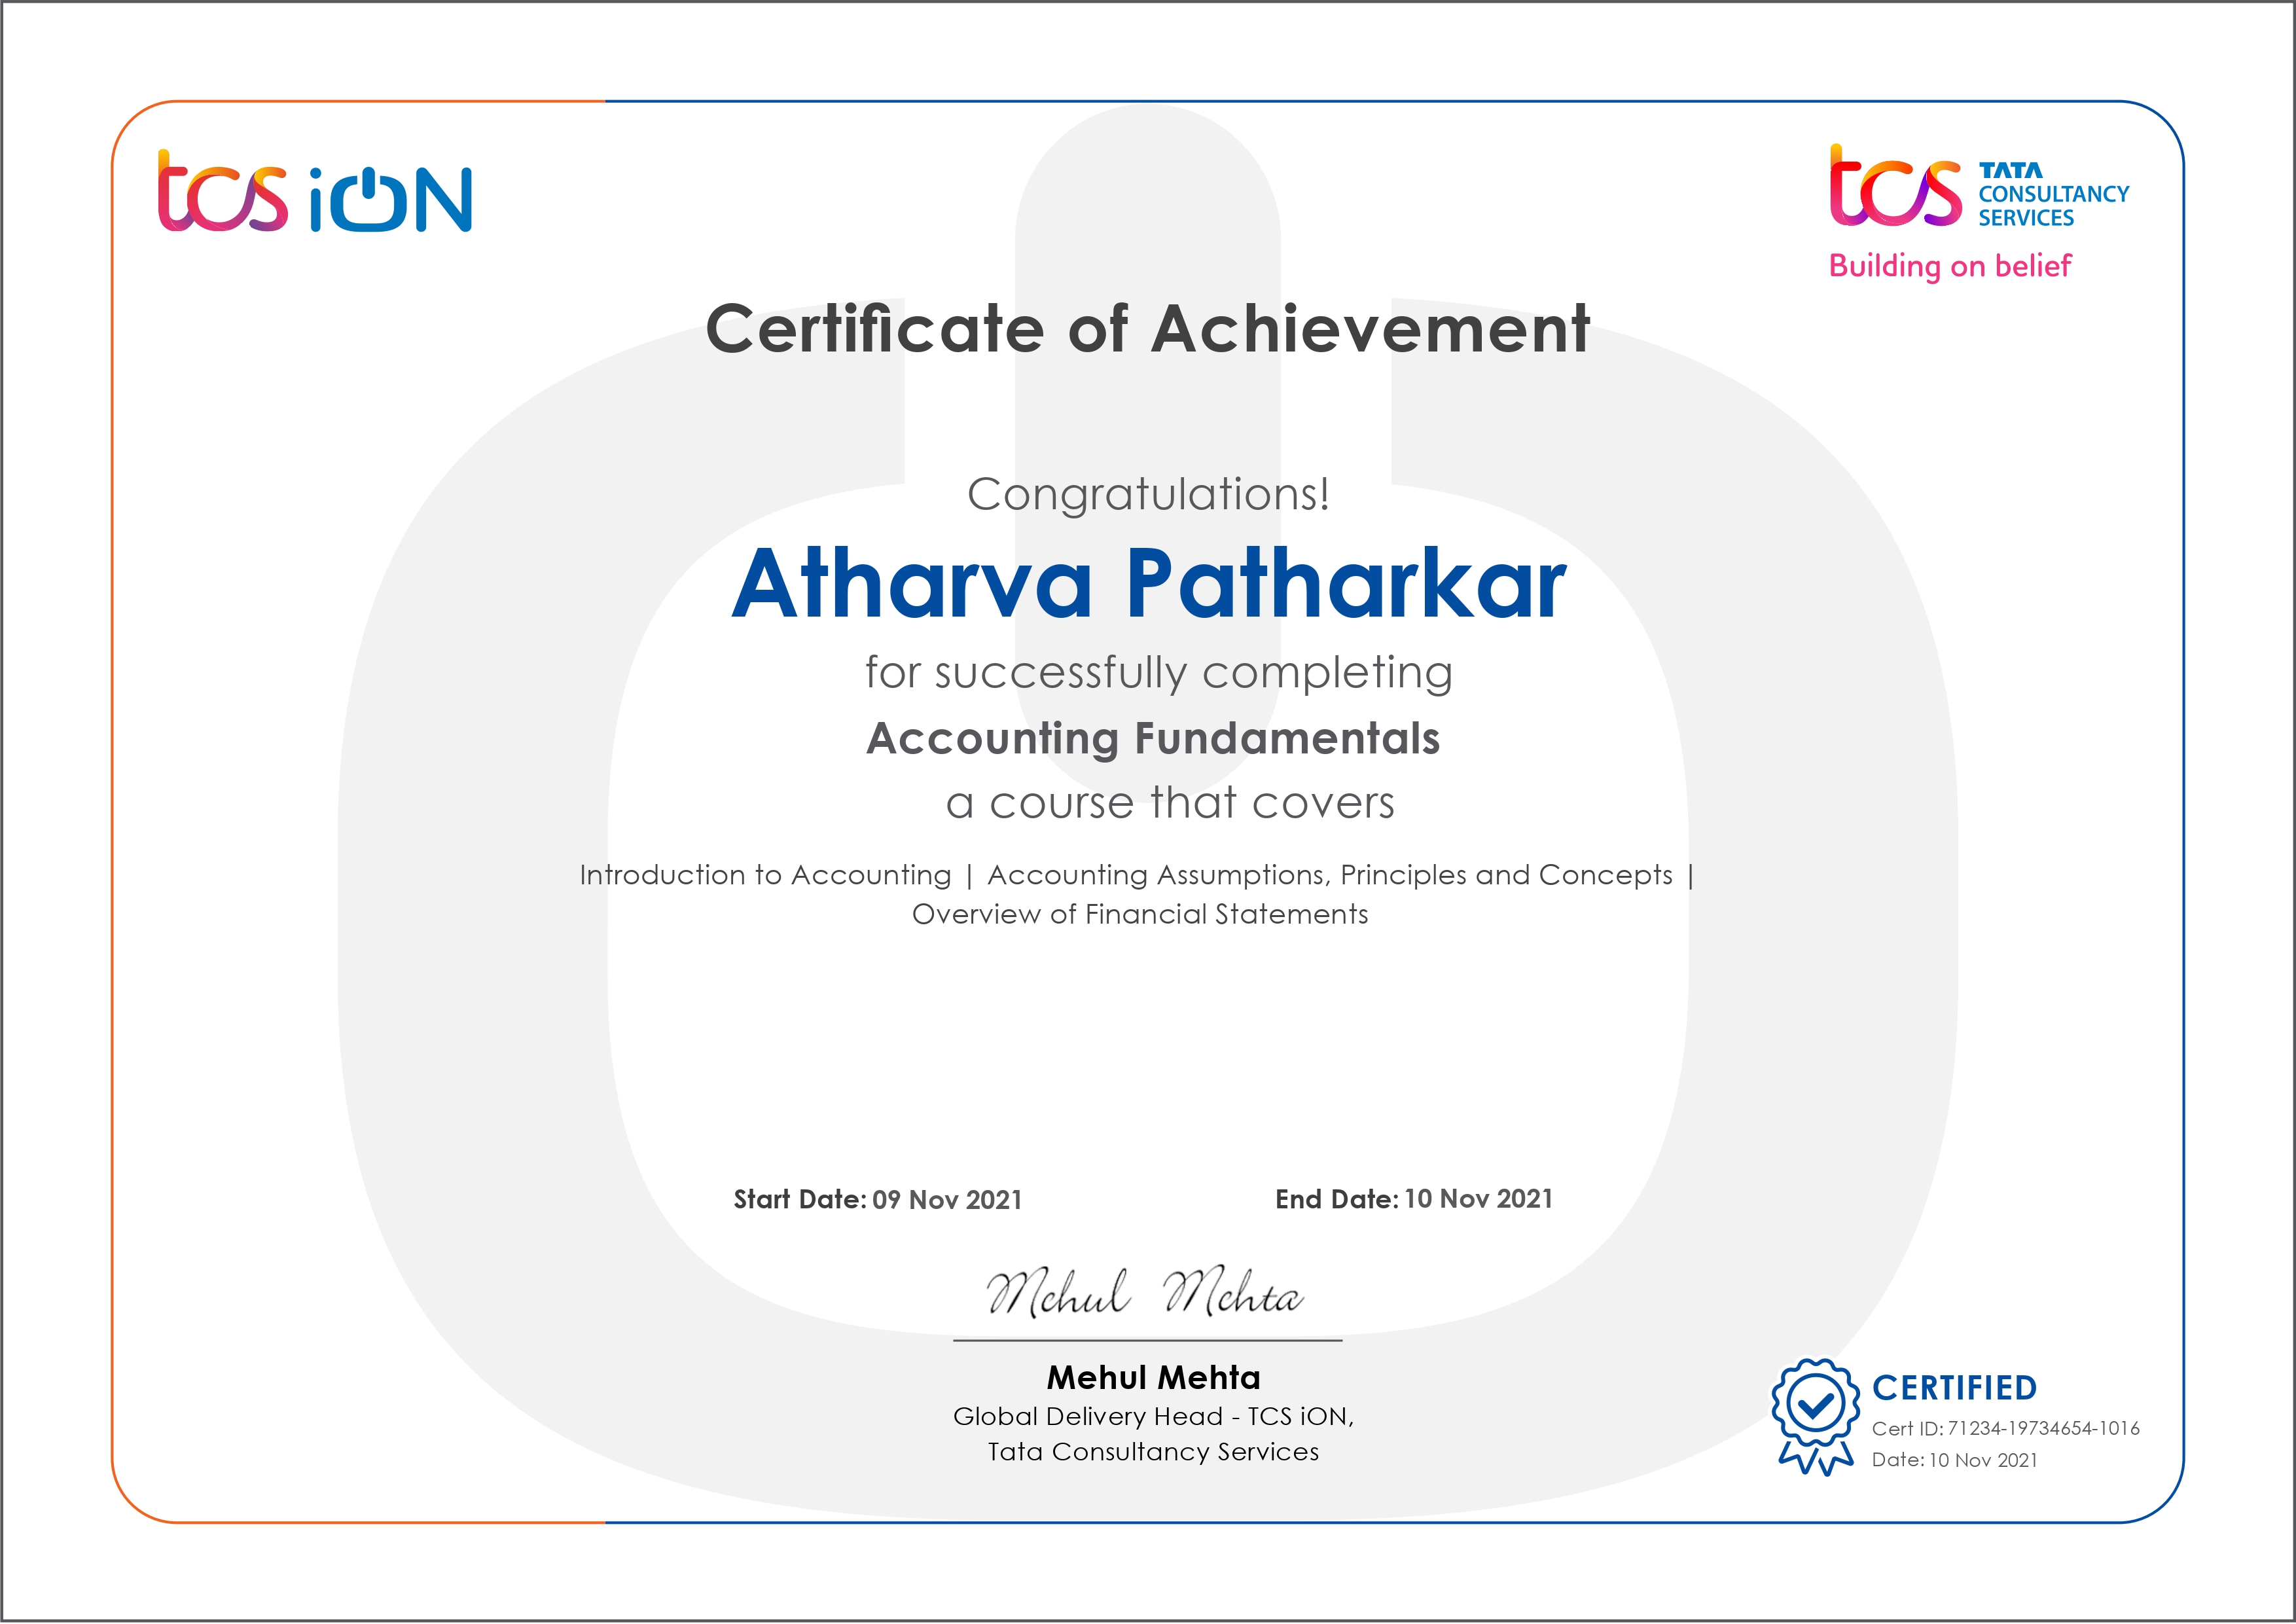 tcs iON
tcs TATA
CONSULTANCY
SERVICES
Building on belief
Certificate of Achievement
Congratulations!
Atharva Patharkar
for successfully completing
Accounting Fundamentals
a course that covers
Introduction to Accounting | Accounting Assumptions, Principles and Concepts |
Overview of Financial Statements
Start Date: 09 Nov 2021 End Date: 10 Nov 2021
Mehul Mehta
Mehul Mehta
Global Delivery Head - TCS iON,
Tata Consultancy Services
CERTIFIED
Cert ID: 71234-19734654-1016
Date: 10 Nov 2021